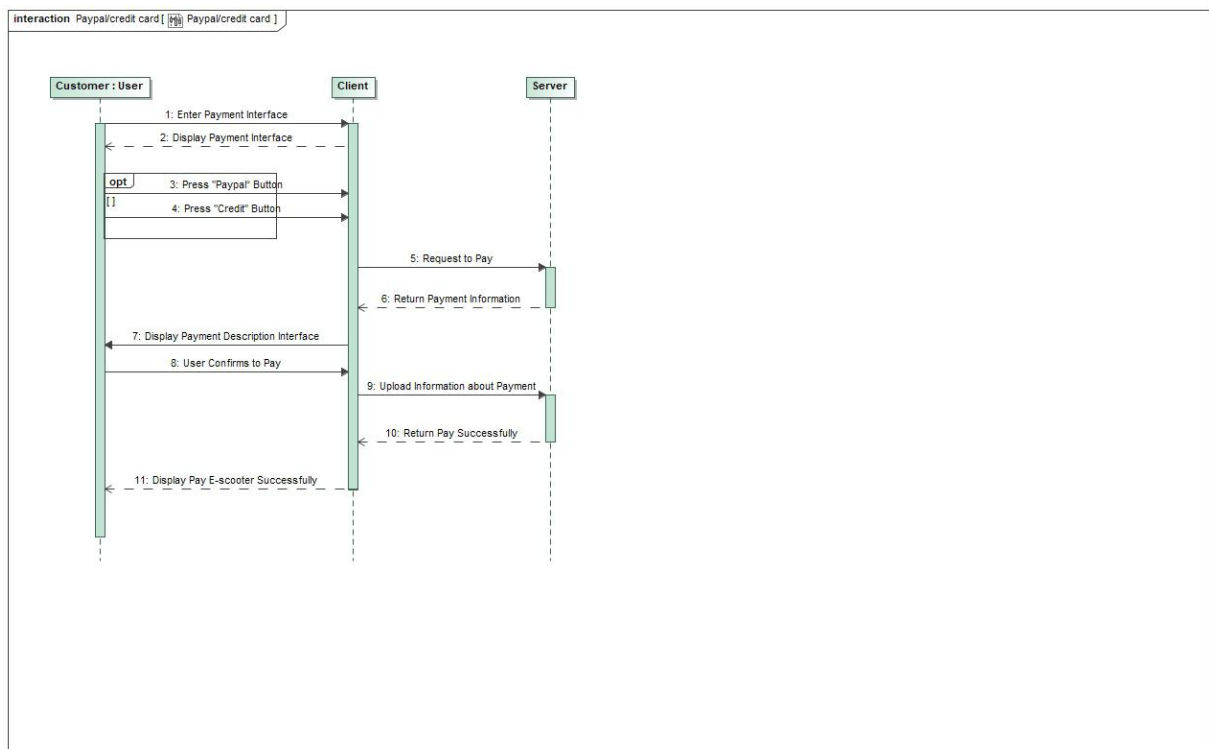 interaction Paypal/credit card [ Paypal/credit card ]
Customer : User
Client
Server
1: Enter Payment Interface
2: Display Payment Interface
opt
3: Press "Paypal" Button
[ ]
4: Press "Credit" Button
5: Request to Pay
6: Return Payment Information
7: Display Payment Description Interface
8: User Confirms to Pay
9: Upload Information about Payment
10: Return Pay Successfully
11: Display Pay E-scooter Successfully